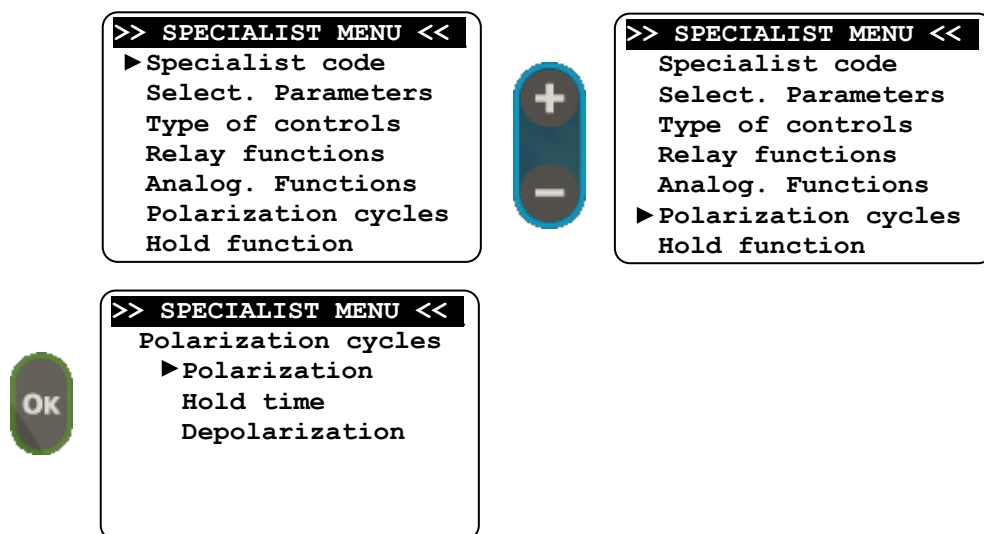 >> SPECIALIST MENU <<
►Specialist code
Select. Parameters
Type of controls
Relay functions
Analog. Functions
Polarization cycles
Hold function
+
-
>> SPECIALIST MENU <<
Specialist code
Select. Parameters
Type of controls
Relay functions
Analog. Functions
►Polarization cycles
Hold function
OK
>> SPECIALIST MENU <<
Polarization cycles
►Polarization
Hold time
Depolarization